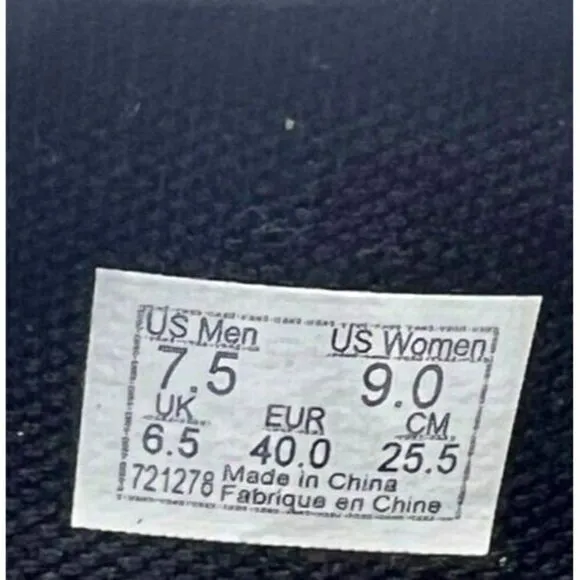 US Men US Women
7.5 9.0
UK EUR CM
6.5 40.0 25.5
721278 Made in China
Fabrique en Chine